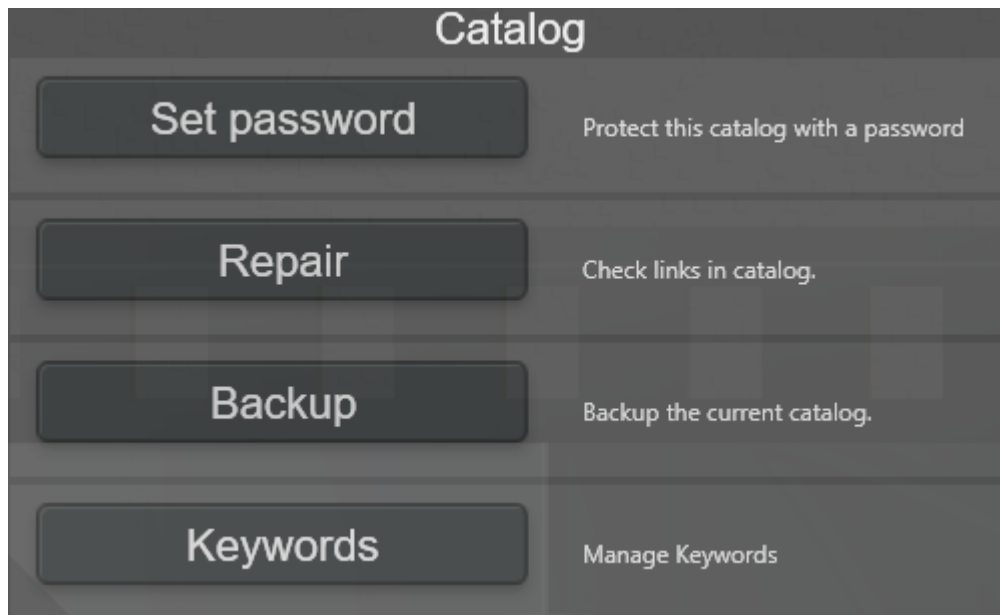 Catalog
Set password
Protect this catalog with a password
Repair
Check links in catalog.
Backup
Backup the current catalog.
Keywords
Manage Keywords